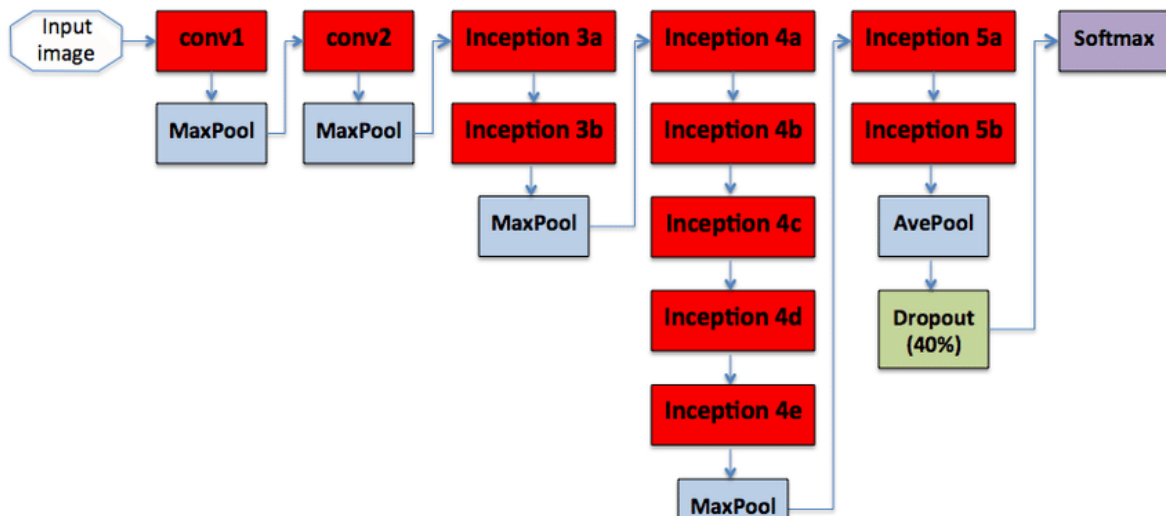 Input
image
conv1
MaxPool
conv2
MaxPool
Inception 3a
Inception 3b
MaxPool
Inception 4a
Inception 4b
Inception 4c
Inception 4d
Inception 4e
MaxPool
Inception 5a
Inception 5b
AvePool
Dropout
(40%)
Softmax